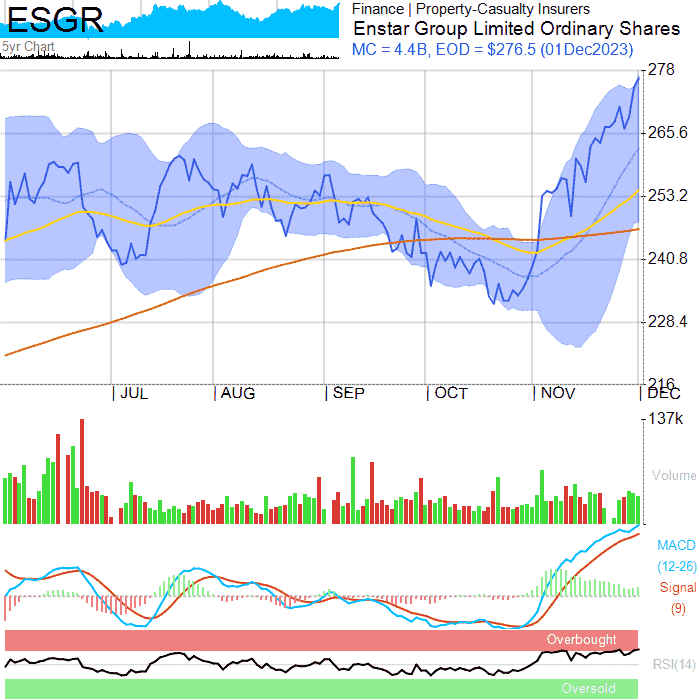 ESGR
5yr Chart
Finance | Property-Casualty Insurers
Enstar Group Limited Ordinary Shares
MC = 4.4B, EOD = $276.5 (01Dec2023)
278
265.6
253.2
240.8
228.4
216
JUL AUG SEP OCT NOV DEC
137k
Volume
MACD
(12-26)
Signal
(9)
Overbought
RSI(14)
Oversold